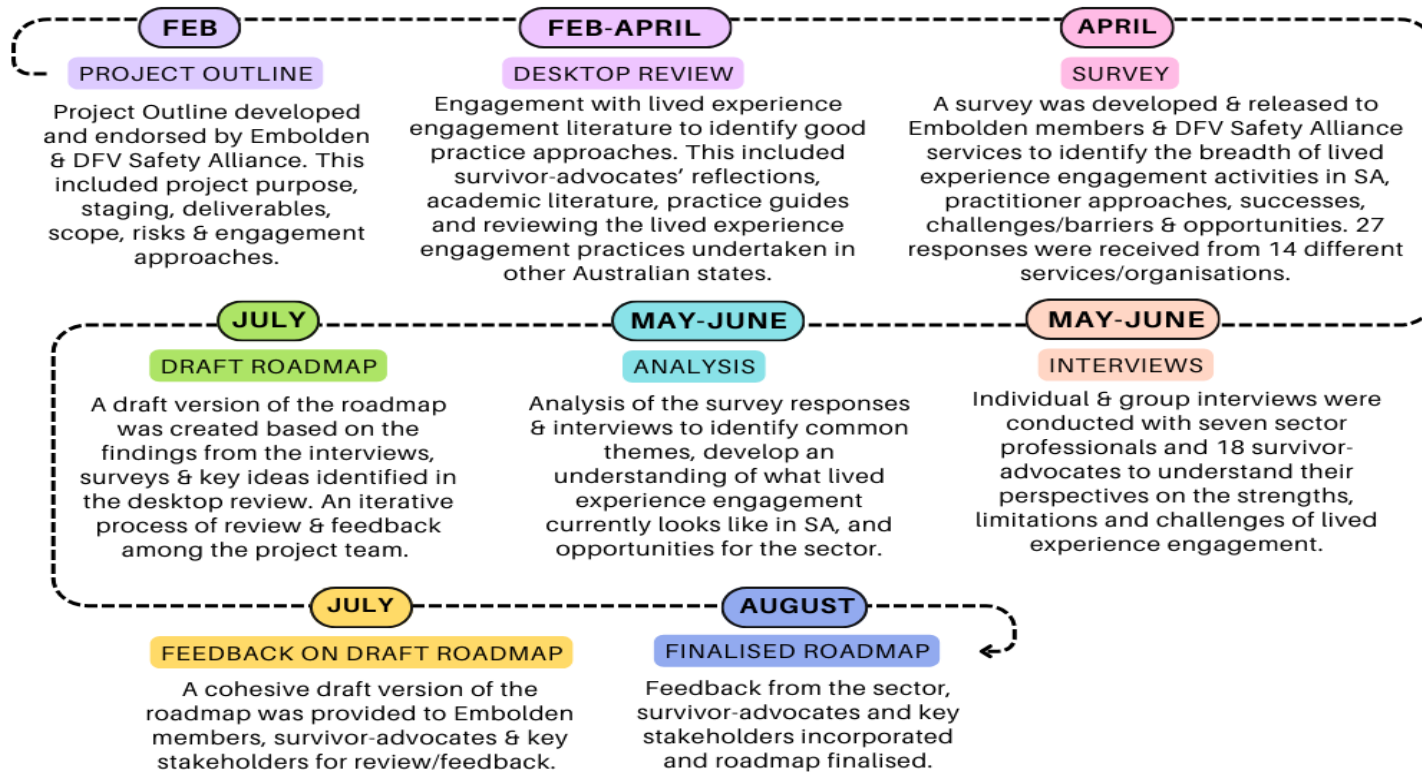 FEB
PROJECT OUTLINE
Project Outline developed
and endorsed by Embolden
& DFV Safety Alliance. This
included project purpose,
staging, deliverables,
scope, risks & engagement
approaches.
FEB-APRIL
DESKTOP REVIEW
Engagement with lived experience
engagement literature to identify good
practice approaches. This included
survivor-advocates’ reflections,
academic literature, practice guides
and reviewing the lived experience
engagement practices undertaken in
other Australian states.
APRIL
SURVEY
A survey was developed & released to
Embolden members & DFV Safety Alliance
services to identify the breadth of lived
experience engagement activities in SA,
practitioner approaches, successes,
challenges/barriers & opportunities. 27
responses were received from 14 different
services/organisations.
MAY-JUNE
INTERVIEWS
Individual & group interviews were
conducted with seven sector
professionals and 18 survivor-
advocates to understand their
perspectives on the strengths,
limitations and challenges of lived
experience engagement.
MAY-JUNE
ANALYSIS
Analysis of the survey responses
& interviews to identify common
themes, develop an
understanding of what lived
experience engagement
currently looks like in SA, and
opportunities for the sector.
JULY
DRAFT ROADMAP
A draft version of the roadmap
was created based on the
findings from the interviews,
surveys & key ideas identified in
the desktop review. An iterative
process of review & feedback
among the project team.
JULY
FEEDBACK ON DRAFT ROADMAP
A cohesive draft version of the
roadmap was provided to Embolden
members, survivor-advocates & key
stakeholders for review/feedback.
AUGUST
FINALISED ROADMAP
Feedback from the sector,
survivor-advocates and key
stakeholders incorporated
and roadmap finalised.